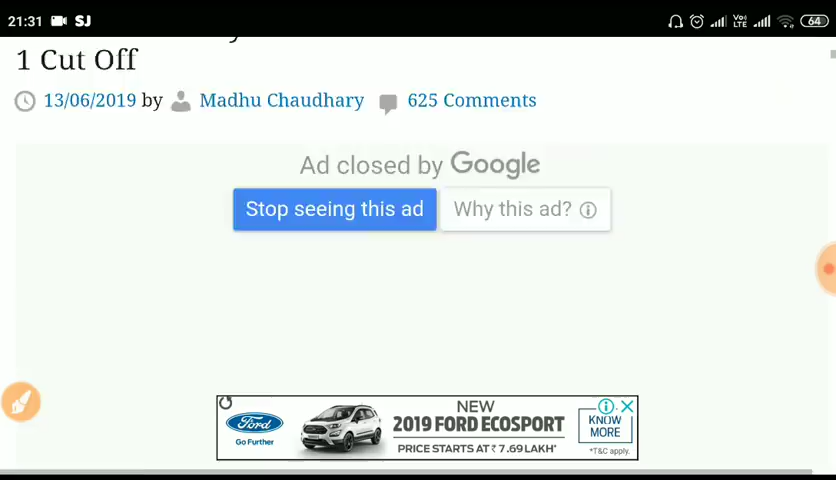 21:31 SJ Vo) LTE 64
1 Cut Off
13/06/2019 by Madhu Chaudhary 625 Comments
Ad closed by Google
Stop seeing this ad Why this ad?
NEW
Ford 2019 FORD ECOSPORT KNOW MORE
Go Further PRICE STARTS AT ₹ 7.69 LAKH* *T&C apply.